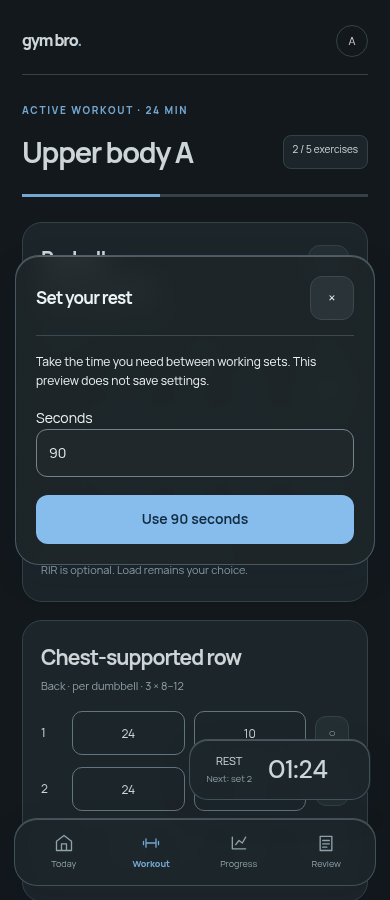 gym bro.
A
ACTIVE WORKOUT · 24 MIN
Upper body A
2 / 5 exercises
Set your rest
×
Take the time you need between working sets. This
preview does not save settings.
Seconds
90
Use 90 seconds
RIR is optional. Load remains your choice.
Chest-supported row
Back · per dumbbell · 3 × 8–12
1
24
10
2
24
REST
Next: set 2
01:24
Today
Workout
Progress
Review